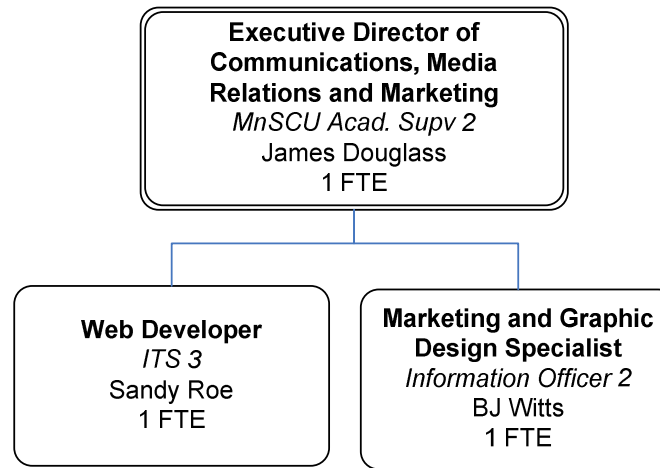 Executive Director of
Communications, Media
Relations and Marketing
MnSCU Acad. Supv 2
James Douglass
1 FTE
Web Developer
ITS 3
Sandy Roe
1 FTE
Marketing and Graphic
Design Specialist
Information Officer 2
BJ Witts
1 FTE